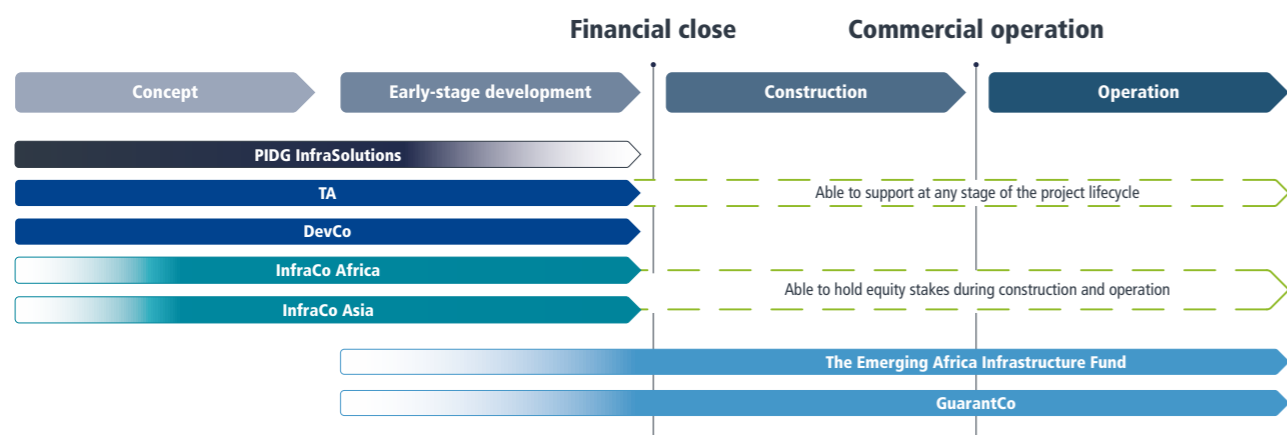 Financial close
Commercial operation
Concept
Early-stage development
Construction
Operation
PIDG InfraSolutions
TA
Able to support at any stage of the project lifecycle
DevCo
InfraCo Africa
Able to hold equity stakes during construction and operation
InfraCo Asia
The Emerging Africa Infrastructure Fund
GuarantCo